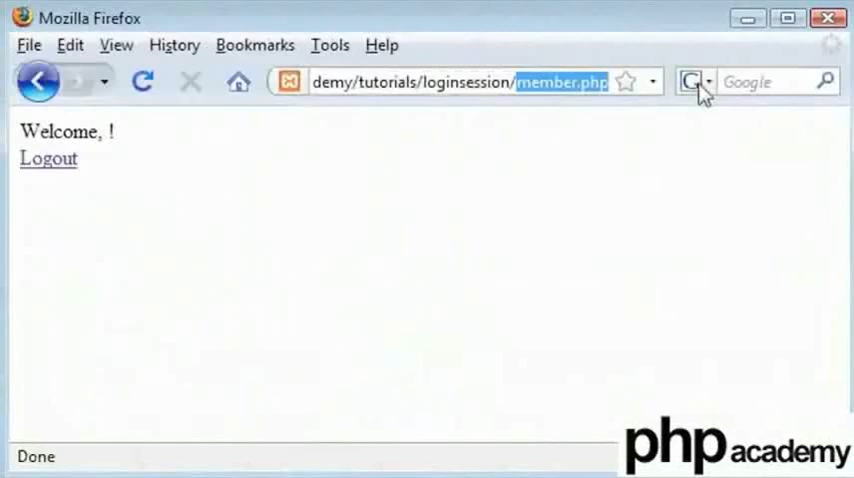 Mozilla Firefox
File Edit View History Bookmarks Tools Help
demy/tutorials/loginsession/member.php G Google
Welcome, !
Logout
Done
php academy